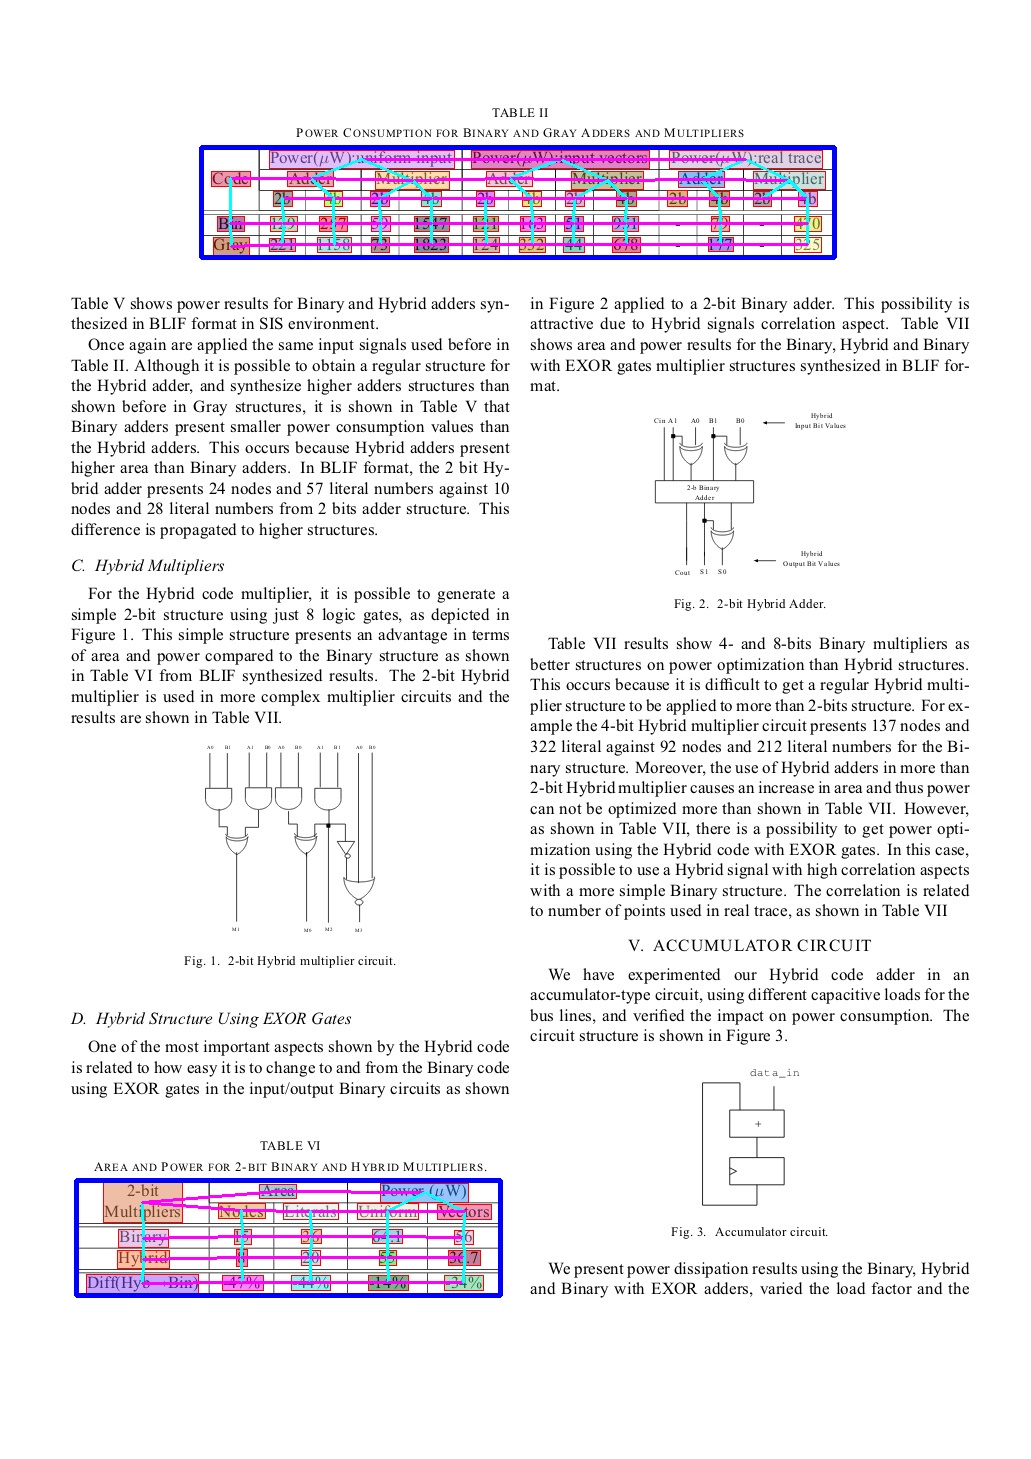 TABLE II
POWER CONSUMPTION FOR BINARY AND GRAY ADDERS AND MULTIPLIERS
Power(μW):uniform input Power(μW):input vectors Power(μW):real trace
Code Adder Multiplier Adder Multiplier Adder Multiplier
2b 4b 2b 4b 2b 4b 2b 4b 2b 4b 2b 4b
Bin - -
Gray 221 1158 73 1823 124 332 44 678 - 177 - 325
Table V shows power results for Binary and Hybrid adders syn-
thesized in BLIF format in SIS environment.
Once again are applied the same input signals used before in
Table II. Although it is possible to obtain a regular structure for
the Hybrid adder, and synthesize higher adders structures than
shown before in Gray structures, it is shown in Table V that
Binary adders present smaller power consumption values than
the Hybrid adders. This occurs because Hybrid adders present
higher area than Binary adders. In BLIF format, the 2 bit Hy-
brid adder presents 24 nodes and 57 literal numbers against 10
nodes and 28 literal numbers from 2 bits adder structure. This
difference is propagated to higher structures.
C. Hybrid Multipliers
For the Hybrid code multiplier, it is possible to generate a
simple 2-bit structure using just 8 logic gates, as depicted in
Figure 1. This simple structure presents an advantage in terms
of area and power compared to the Binary structure as shown
in Table VI from BLIF synthesized results. The 2-bit Hybrid
multiplier is used in more complex multiplier circuits and the
results are shown in Table VII.
A0 B1 A1 B0 A0 B0 A1 B1 A0 B0
M1 M0 M2 M3
Fig. 1. 2-bit Hybrid multiplier circuit.
D. Hybrid Structure Using EXOR Gates
One of the most important aspects shown by the Hybrid code
is related to how easy it is to change to and from the Binary code
using EXOR gates in the input/output Binary circuits as shown
TABLE VI
AREA AND POWER FOR 2-BIT BINARY AND HYBRID MULTIPLIERS.
2-bit Area Power (μW)
Multipliers Nodes Literals Uniform Vectors
Binary 15 36 64.1 56
Hybrid 8 20 55 36.7
Diff(Hyb - Bin) -47% -44% -14% -34%
in Figure 2 applied to a 2-bit Binary adder. This possibility is
attractive due to Hybrid signals correlation aspect. Table VII
shows area and power results for the Binary, Hybrid and Binary
with EXOR gates multiplier structures synthesized in BLIF for-
mat.
Cin A1 A0 B1 B0
Hybrid
Input Bit Values
2-b Binary
Adder
Hybrid
Output Bit Values
Cout S1 S0
Fig. 2. 2-bit Hybrid Adder.
Table VII results show 4- and 8-bits Binary multipliers as
better structures on power optimization than Hybrid structures.
This occurs because it is difficult to get a regular Hybrid multi-
plier structure to be applied to more than 2-bits structure. For ex-
ample the 4-bit Hybrid multiplier circuit presents 137 nodes and
322 literal against 92 nodes and 212 literal numbers for the Bi-
nary structure. Moreover, the use of Hybrid adders in more than
2-bit Hybrid multiplier causes an increase in area and thus power
can not be optimized more than shown in Table VII. However,
as shown in Table VII, there is a possibility to get power opti-
mization using the Hybrid code with EXOR gates. In this case,
it is possible to use a Hybrid signal with high correlation aspects
with a more simple Binary structure. The correlation is related
to number of points used in real trace, as shown in Table VII
V. ACCUMULATOR CIRCUIT
We have experimented our Hybrid code adder in an
accumulator-type circuit, using different capacitive loads for the
bus lines, and verified the impact on power consumption. The
circuit structure is shown in Figure 3.
data_in
+
Fig. 3. Accumulator circuit.
We present power dissipation results using the Binary, Hybrid
and Binary with EXOR adders, varied the load factor and the